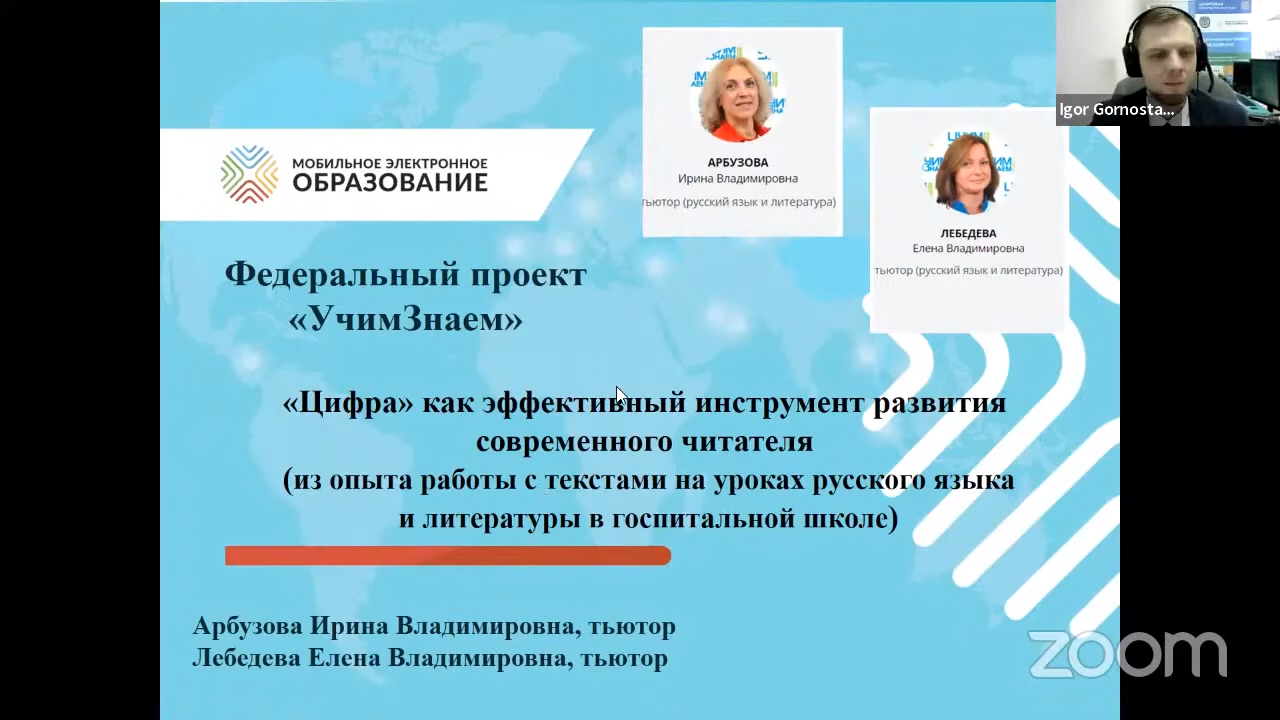 Igor Gornosta...
МОБИЛЬНОЕ ЭЛЕКТРОННОЕ
ОБРАЗОВАНИЕ
АРБУЗОВА
Ирина Владимировна
тьютор (русский язык и литература)
ЛЕБЕДЕВА
Елена Владимировна
тьютор (русский язык и литература)
Федеральный проект
«УчимЗнаем»
«Цифра» как эффективный инструмент развития
современного читателя
(из опыта работы с текстами на уроках русского языка
и литературы в госпитальной школе)
Арбузова Ирина Владимировна, тьютор
Лебедева Елена Владимировна, тьютор
zoom